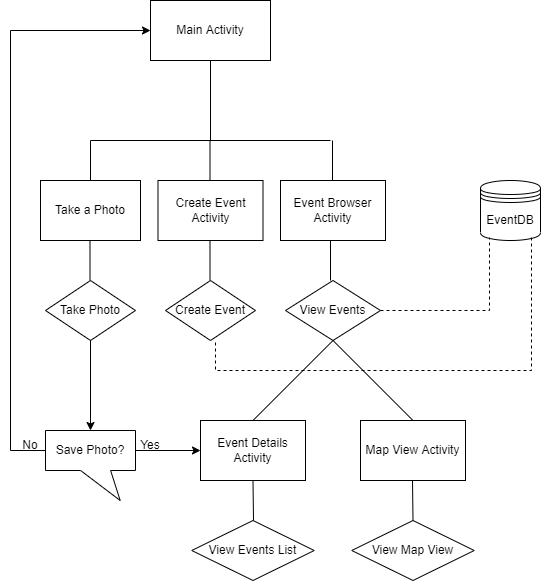 Main Activity
Take a Photo
Create Event
Activity
Event Browser
Activity
EventDB
Take Photo
Create Event
View Events
No
Save Photo?
Yes
Event Details
Activity
Map View Activity
View Events List
View Map View